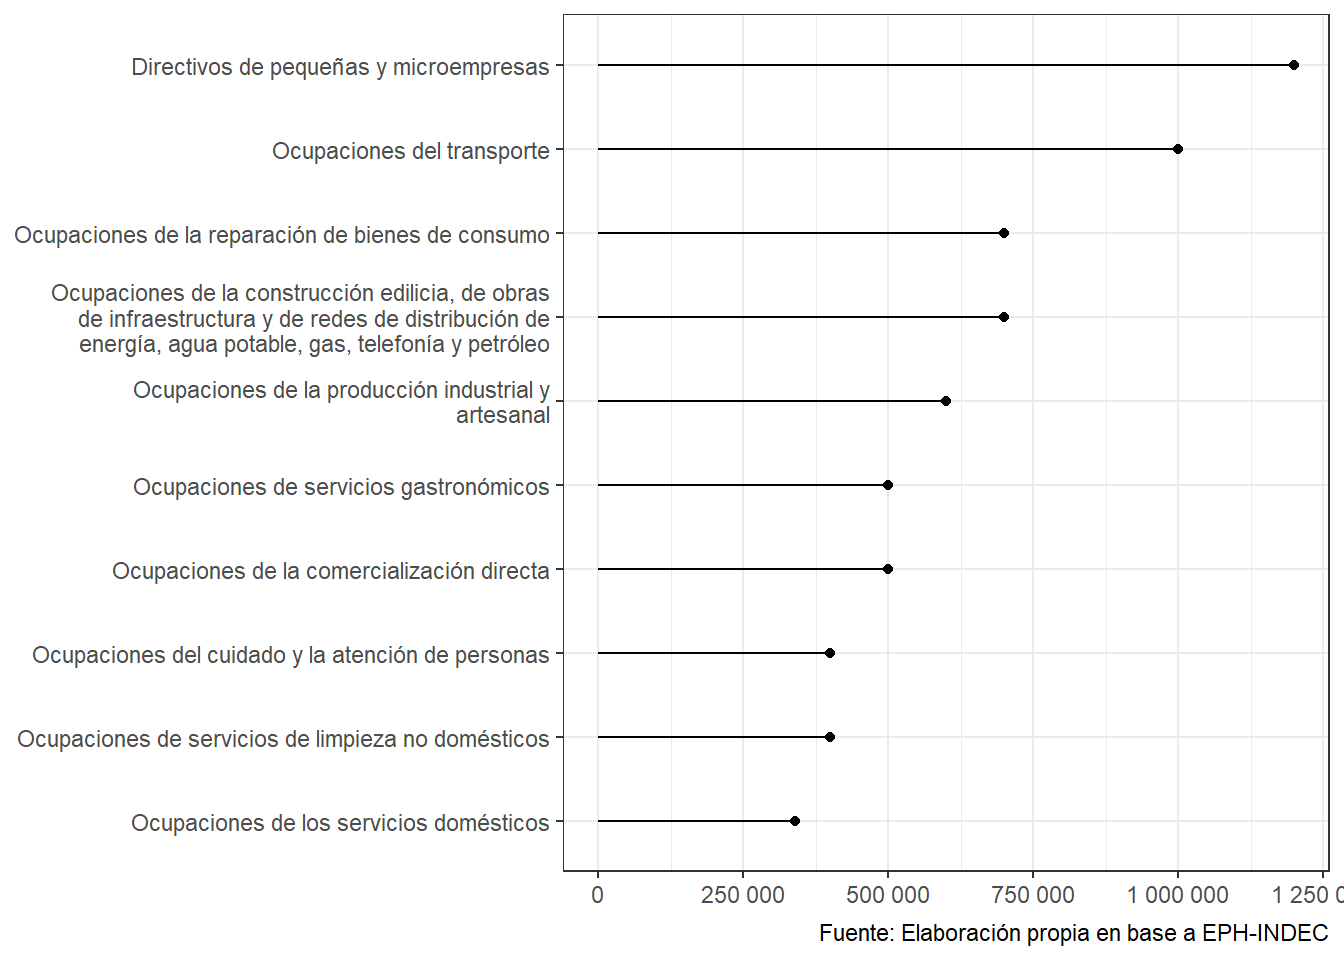 Directivos de pequeñas y microempresas
Ocupaciones del transporte
Ocupaciones de la reparación de bienes de consumo
Ocupaciones de la construcción edilicia, de obras
de infraestructura y de redes de distribución de
energía, agua potable, gas, telefonía y petróleo
Ocupaciones de la producción industrial y
artesanal
Ocupaciones de servicios gastronómicos
Ocupaciones de la comercialización directa
Ocupaciones del cuidado y la atención de personas
Ocupaciones de servicios de limpieza no domésticos
Ocupaciones de los servicios domésticos
0 250 000 500 000 750 000 1 000 000 1 250 0
Fuente: Elaboración propia en base a EPH-INDEC